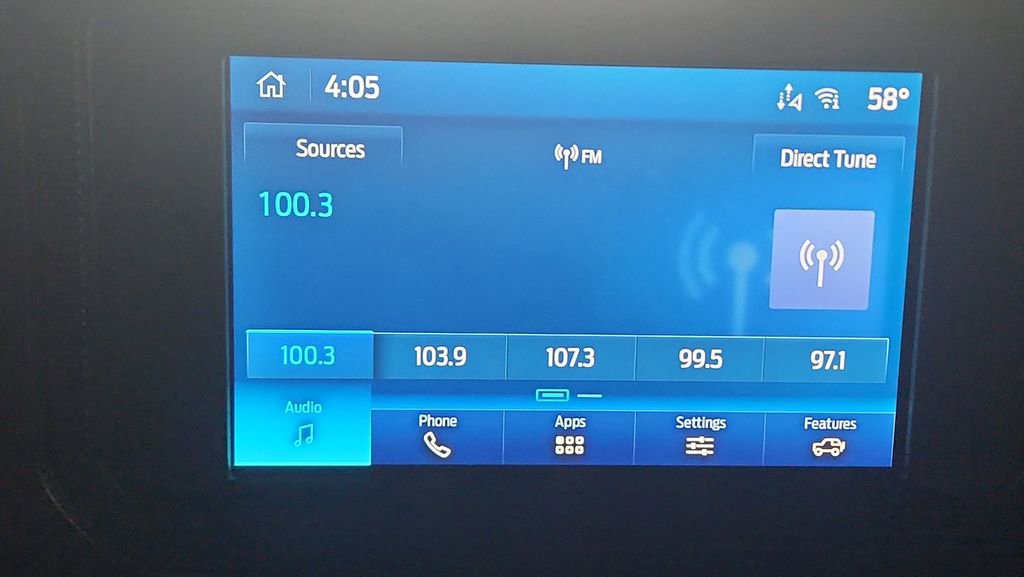 4:05
58°
Sources
FM
Direct Tune
100.3
100.3
103.9
107.3
99.5
97.1
Audio
Phone
Apps
Settings
Features